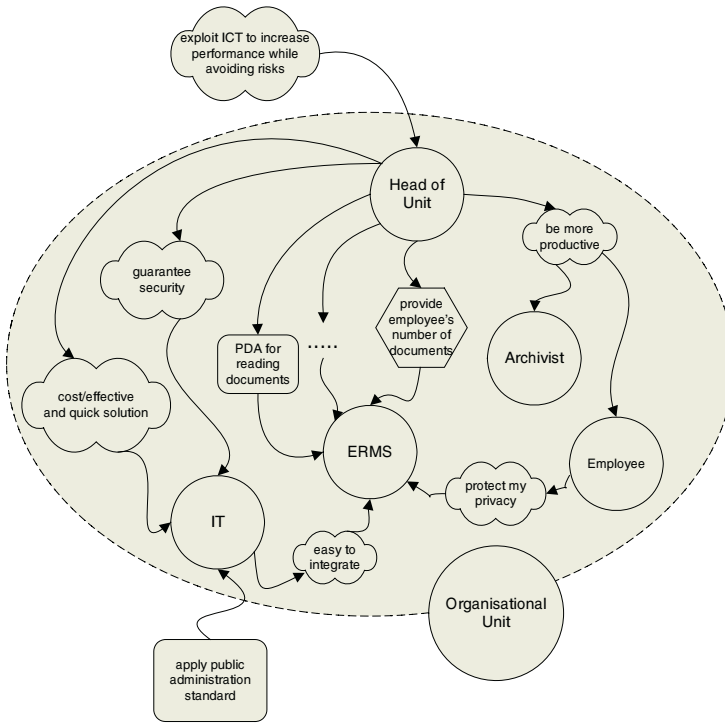 exploit ICT to increase
performance while
avoiding risks
Head of
Unit
be more
productive
guarantee
security
provide
employee's
number of
documents
PDA for
reading
documents
.....
Archivist
cost/effective
and quick solution
ERMS
Employee
protect my
privacy
IT
easy to
integrate
Organisational
Unit
apply public
administration
standard